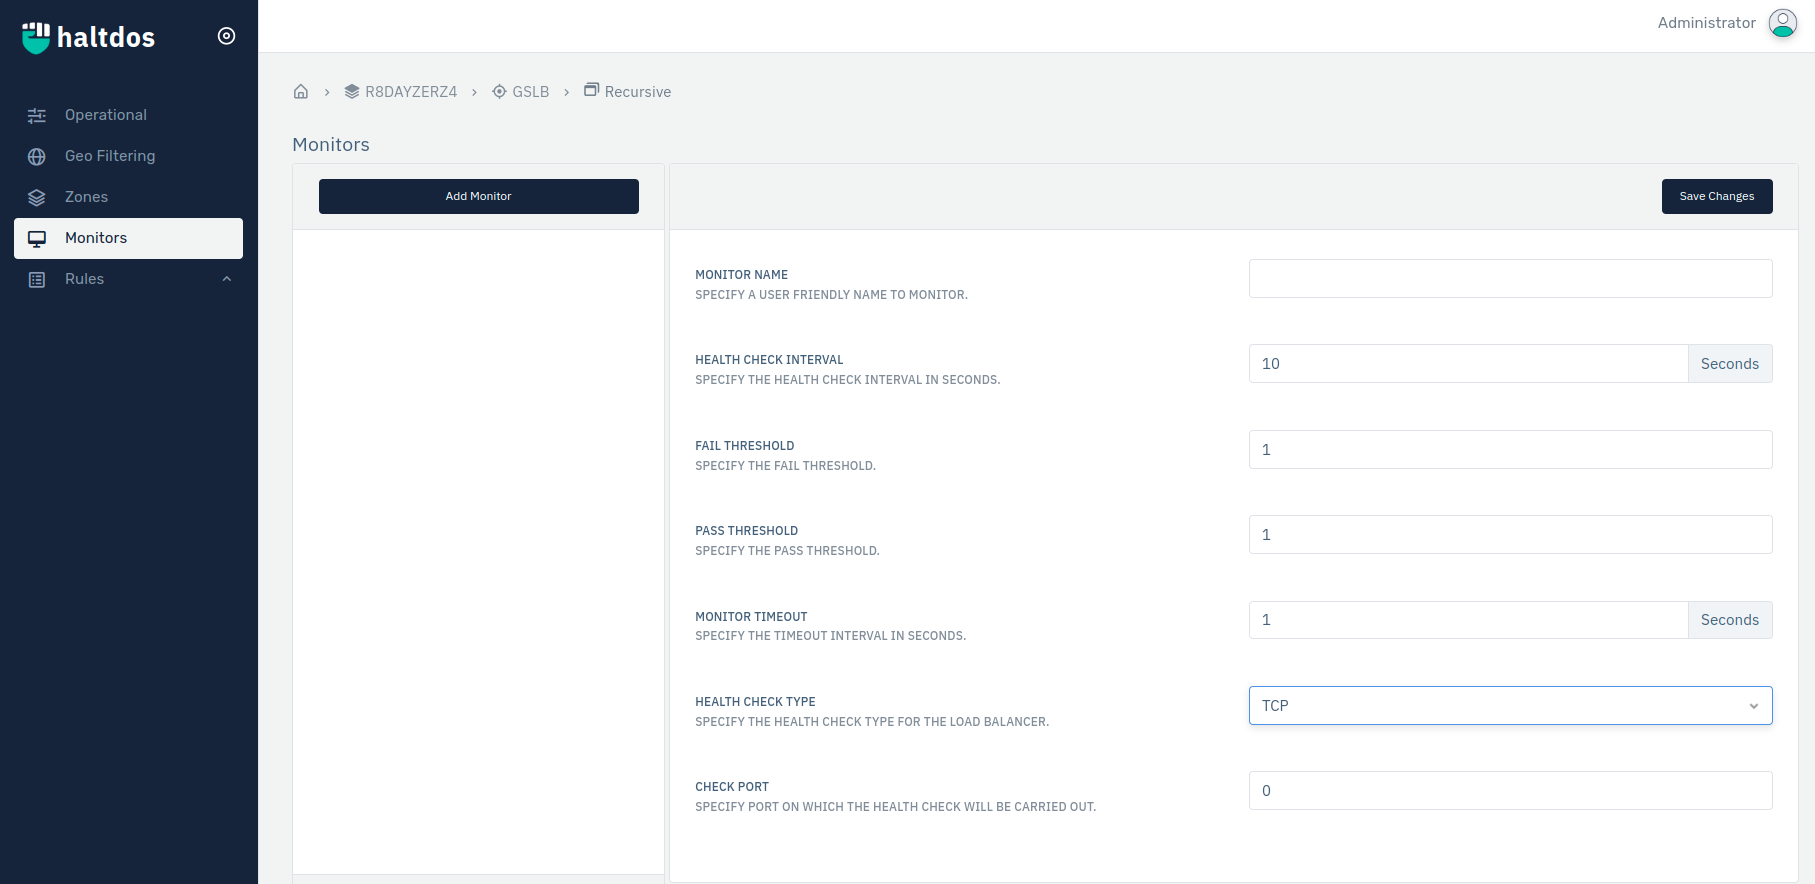 haltdos
Administrator
Operational
Geo Filtering
Zones
Monitors
Rules
R8DAYZERZ4
GSLB
Recursive
Monitors
Add Monitor
Save Changes
MONITOR NAME
SPECIFY A USER FRIENDLY NAME TO MONITOR.
HEALTH CHECK INTERVAL
SPECIFY THE HEALTH CHECK INTERVAL IN SECONDS.
10 Seconds
FAIL THRESHOLD
SPECIFY THE FAIL THRESHOLD.
1
PASS THRESHOLD
SPECIFY THE PASS THRESHOLD.
1
MONITOR TIMEOUT
SPECIFY THE TIMEOUT INTERVAL IN SECONDS.
1 Seconds
HEALTH CHECK TYPE
SPECIFY THE HEALTH CHECK TYPE FOR THE LOAD BALANCER.
TCP
CHECK PORT
SPECIFY PORT ON WHICH THE HEALTH CHECK WILL BE CARRIED OUT.
0